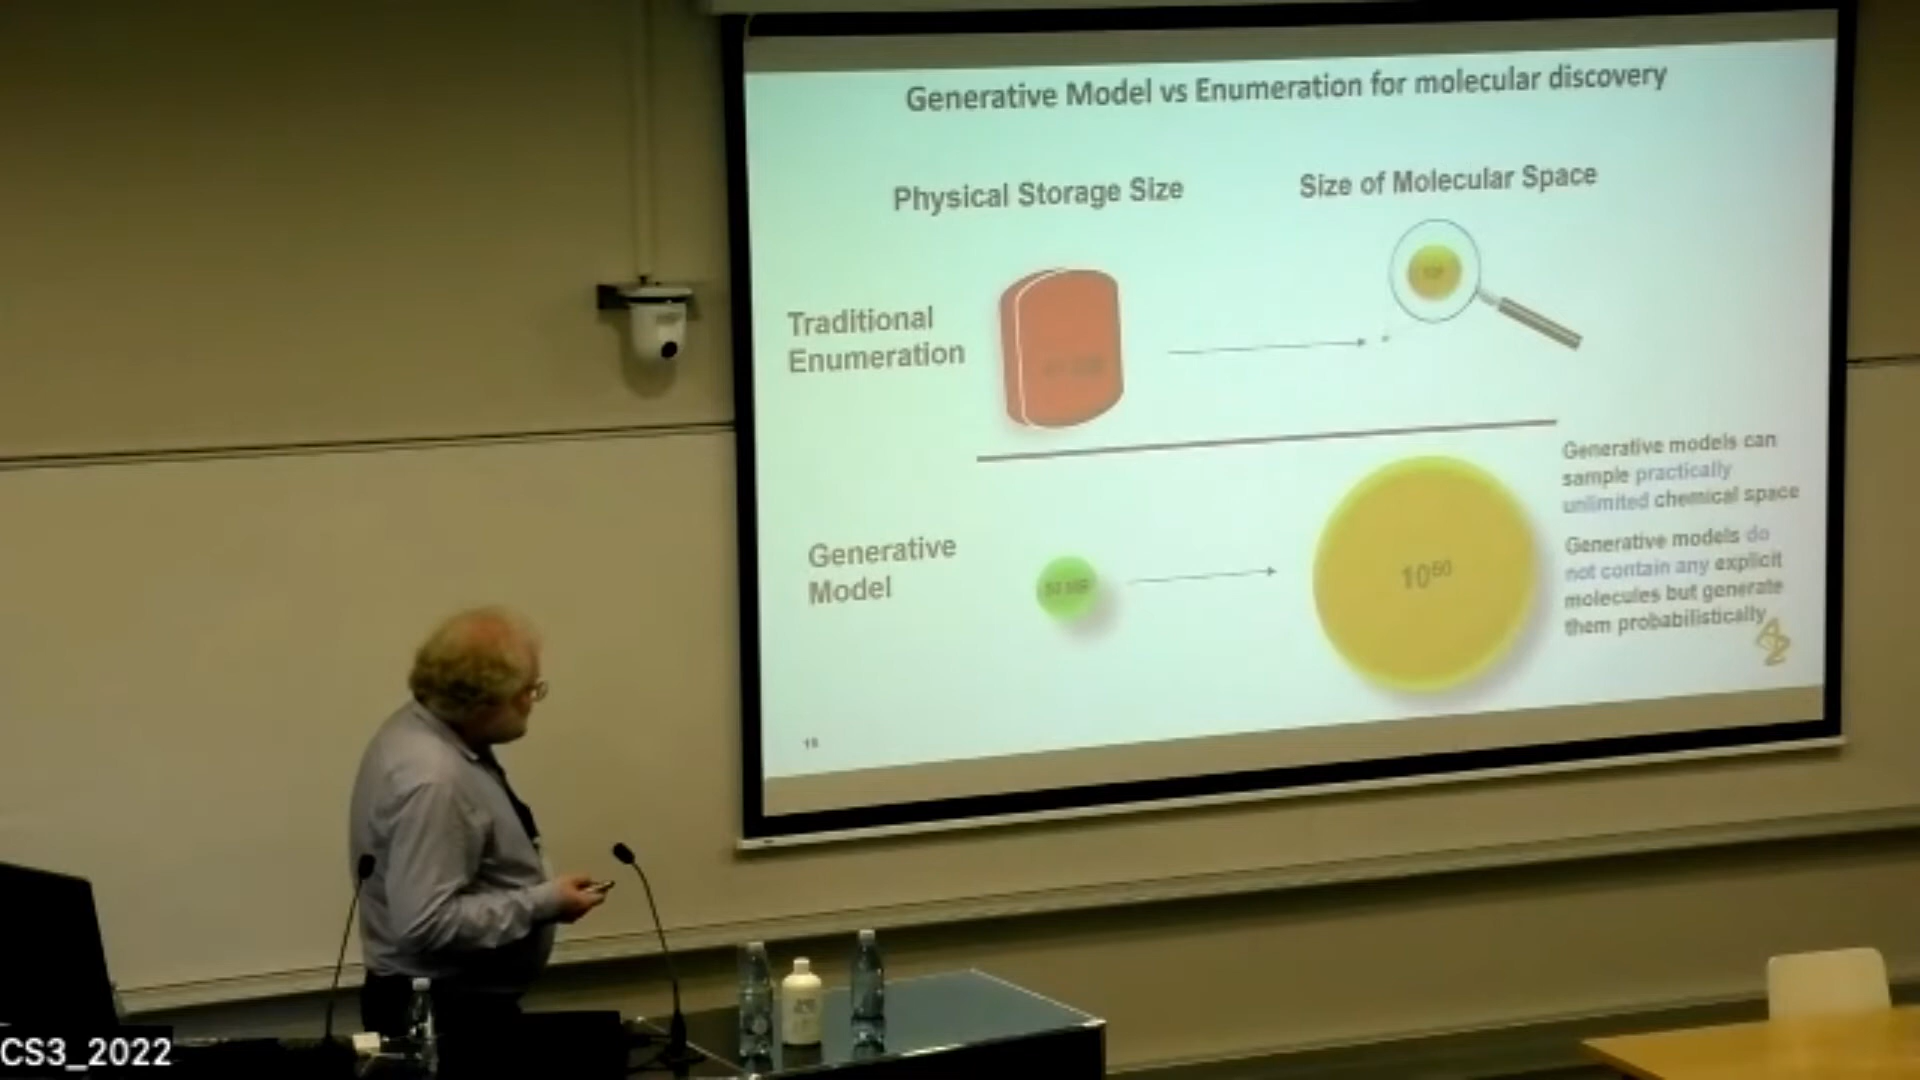 Generative Model vs Enumeration for molecular discovery
Physical Storage Size
Size of Molecular Space
Traditional
Enumeration
Generative models can
sample practically
unlimited chemical space
Generative
Model
10⁶⁰
Generative models do
not contain any explicit
molecules but generate
them probabilistically
CS3_2022